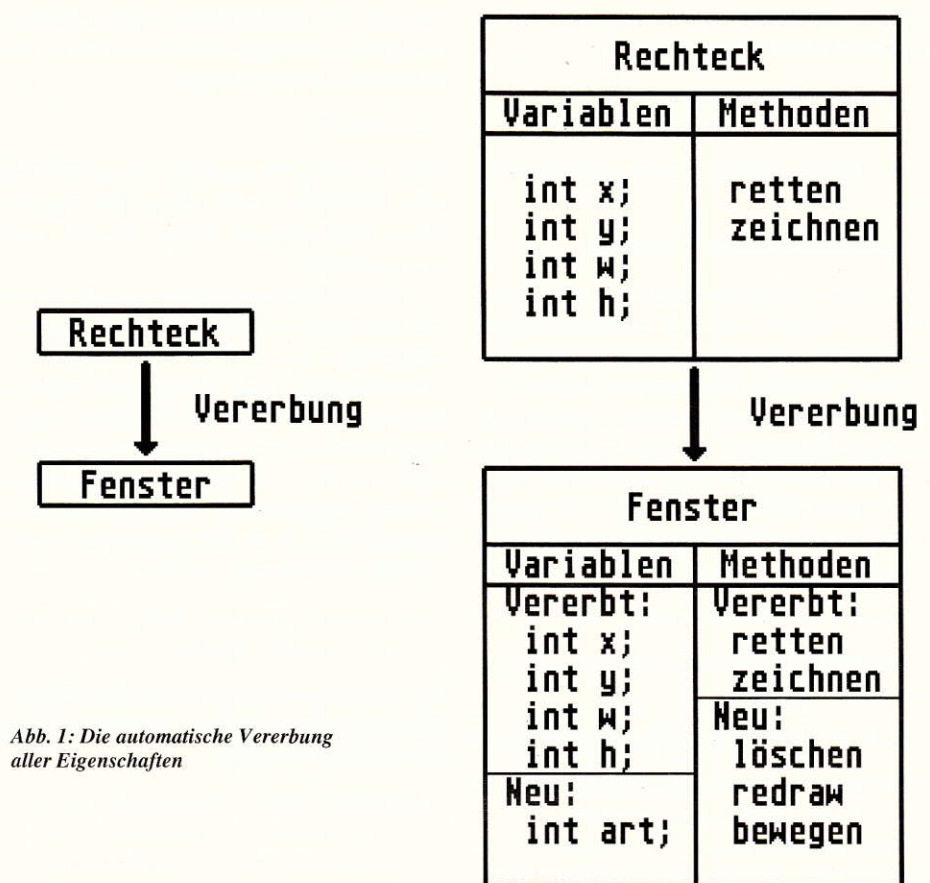 Rechteck
Vererbung
Fenster
Abb. 1: Die automatische Vererbung
aller Eigenschaften
Rechteck
Variablen Methoden
int x; retten
int y; zeichnen
int w;
int h;
Vererbung
Fenster
Variablen Methoden
Vererbt: Vererbt:
int x; retten
int y; zeichnen
int w; Neu:
int h; löschen
Neu: redraw
int art; bewegen